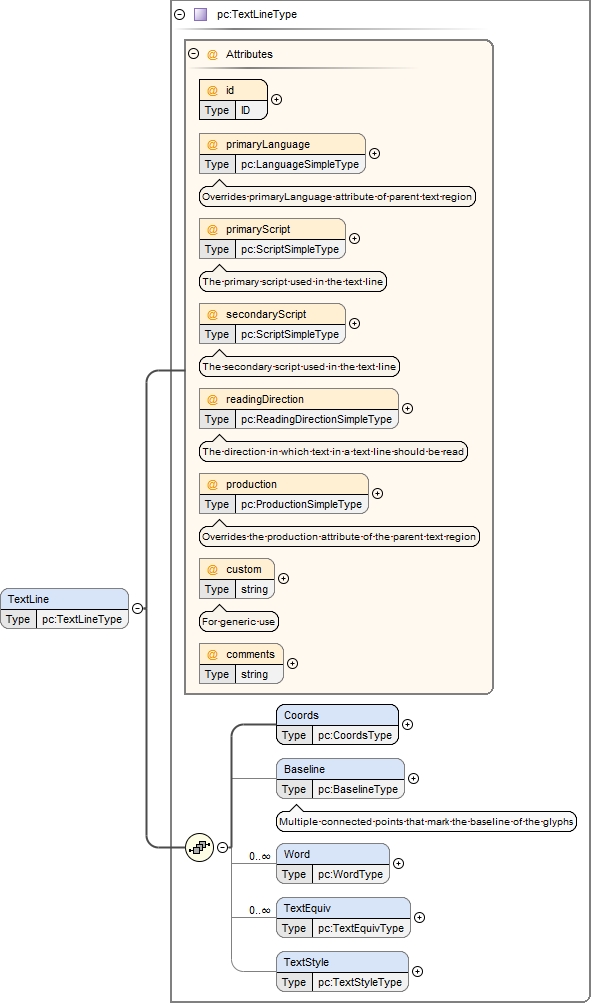 pc:TextLineType
@ Attributes
@ id
Type ID
@ primaryLanguage
Type pc:LanguageSimpleType
Overrides primaryLanguage attribute of parent text region
@ primaryScript
Type pc:ScriptSimpleType
The primary script used in the text line
@ secondaryScript
Type pc:ScriptSimpleType
The secondary script used in the text line
@ readingDirection
Type pc:ReadingDirectionSimpleType
The direction in which text in a text line should be read
@ production
Type pc:ProductionSimpleType
Overrides the production attribute of the parent text region
@ custom
Type string
For generic use
@ comments
Type string
TextLine
Type pc:TextLineType
Coords
Type pc:CoordsType
Baseline
Type pc:BaselineType
Multiple connected points that mark the baseline of the glyphs
0..∞ Word
Type pc:WordType
0..∞ TextEquiv
Type pc:TextEquivType
TextStyle
Type pc:TextStyleType